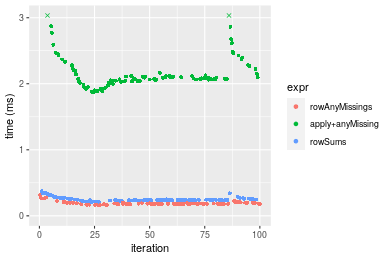 3
2
1
0
time (ms)
0
25
50
75
100
iteration
expr
rowAnyMissings
apply+anyMissing
rowSums